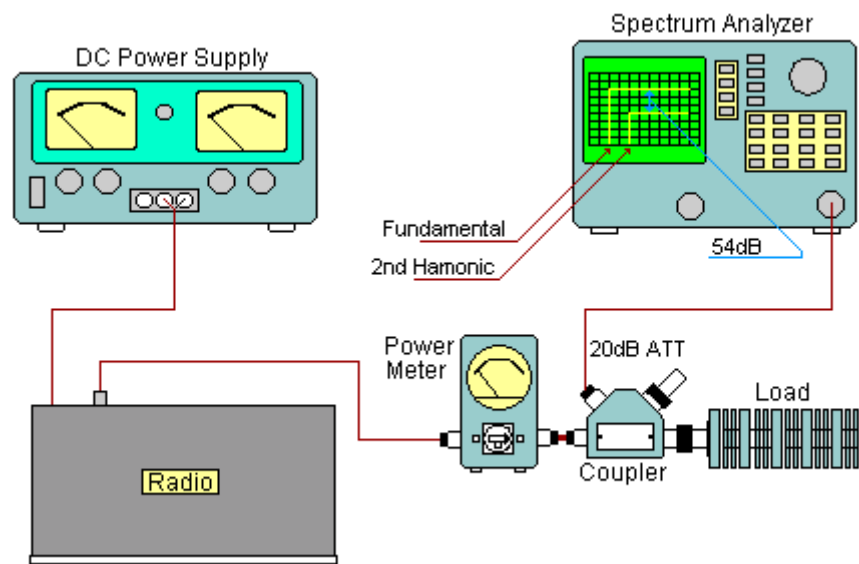 Spectrum Analyzer
DC Power Supply
Fundamental
2nd Hamonic
54dB
Power
Meter
20dB ATT
Load
Coupler
Radio